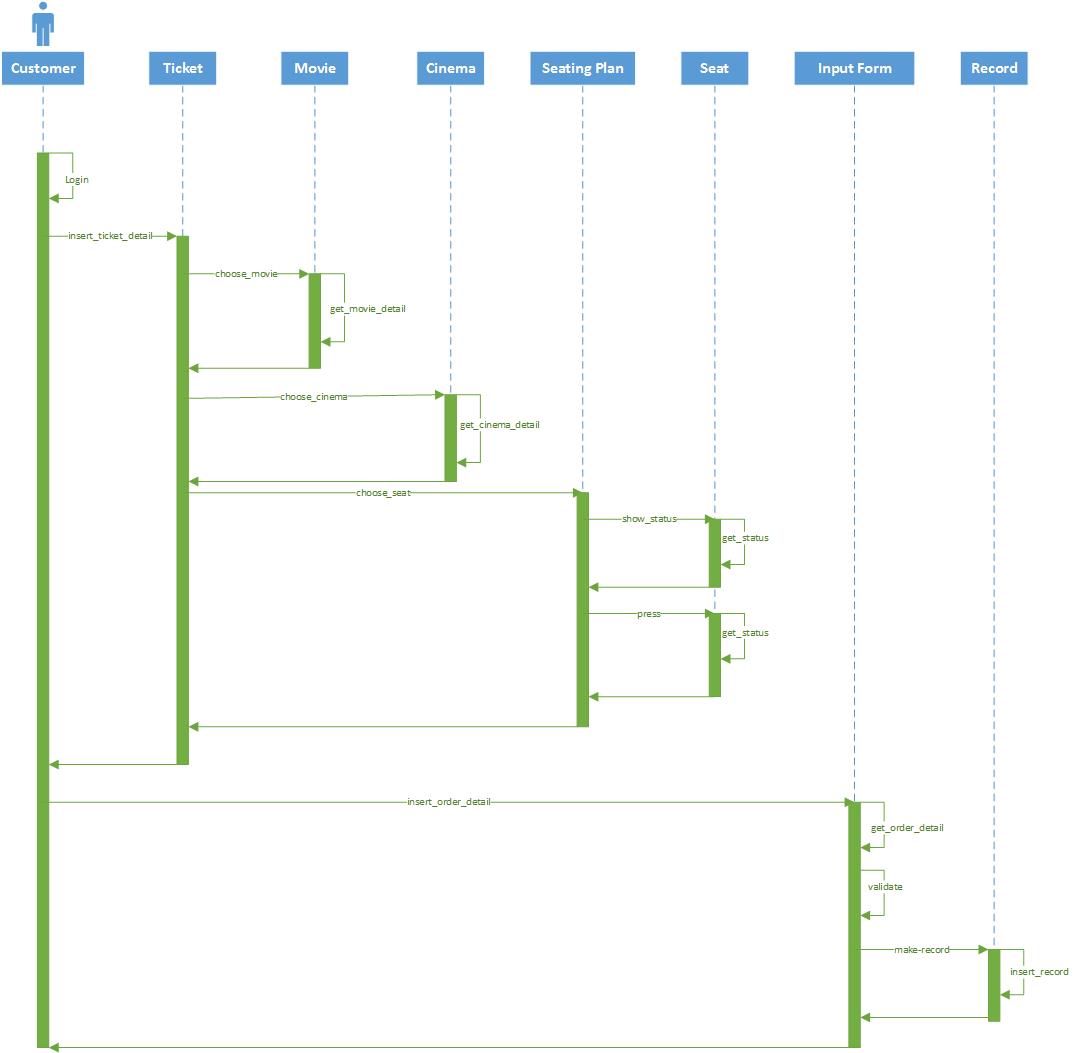 Customer
Ticket
Movie
Cinema
Seating Plan
Seat
Input Form
Record
Login
insert_ticket_detail
choose_movie
get_movie_detail
choose_cinema
get_cinema_detail
choose_seat
show_status
get_status
press
get_status
insert_order_detail
get_order_detail
validate
make-record
insert_record